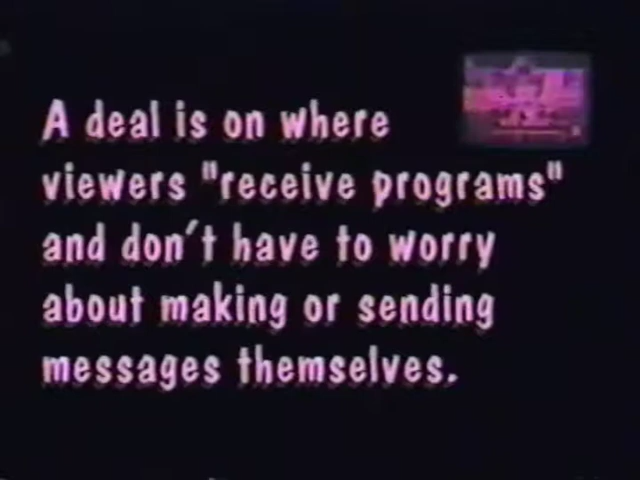 A deal is on where
viewers "receive programs"
and don't have to worry
about making or sending
messages themselves.